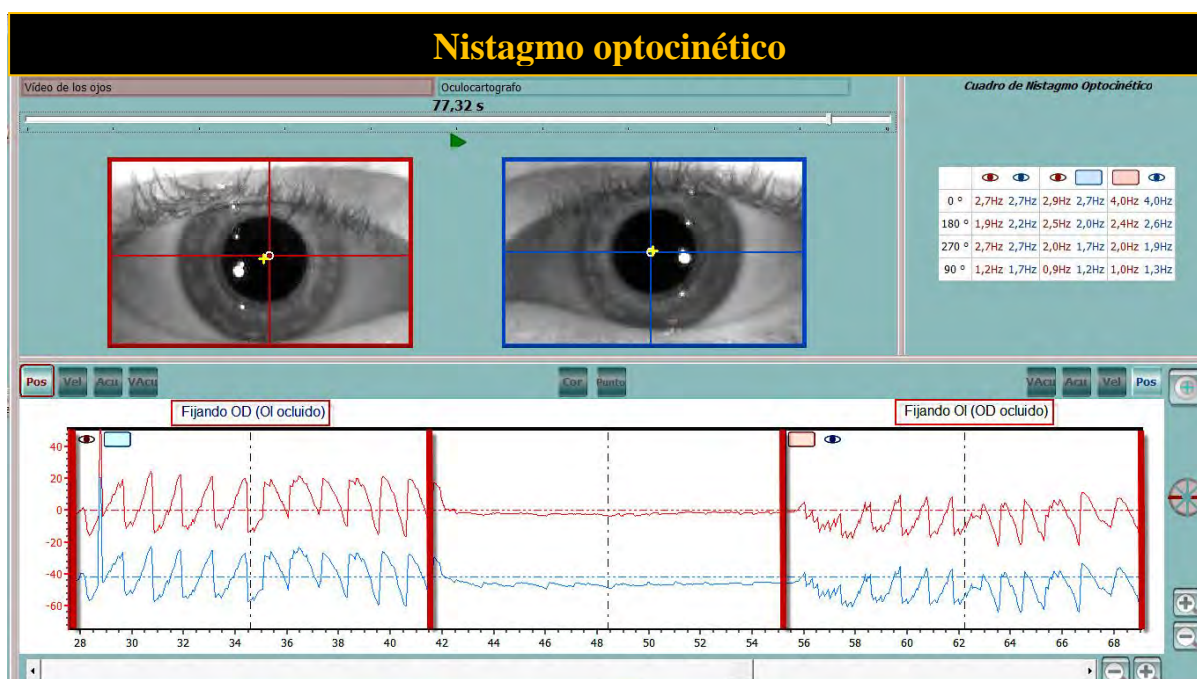 Nistagmo optocinético
Vídeo de los ojos
Oculocartografo
77,32 s
Cuadro de Nistagmo Optocinético
0 º 2,7Hz 2,7Hz 2,9Hz 2,7Hz 4,0Hz 4,0Hz
180 º 1,9Hz 2,2Hz 2,5Hz 2,0Hz 2,4Hz 2,6Hz
270 º 2,7Hz 2,7Hz 2,0Hz 1,7Hz 2,0Hz 1,9Hz
90 º 1,2Hz 1,7Hz 0,9Hz 1,2Hz 1,0Hz 1,3Hz
Pos Vel Acu VAcu Cor Punto VAcu Acu Vel Pos
Fijando OD (OI ocluido)
Fijando OI (OD ocluido)
40
20
0
-20
-40
-60
28 30 32 34 36 38 40 42 44 46 48 50 52 54 56 58 60 62 64 66 68